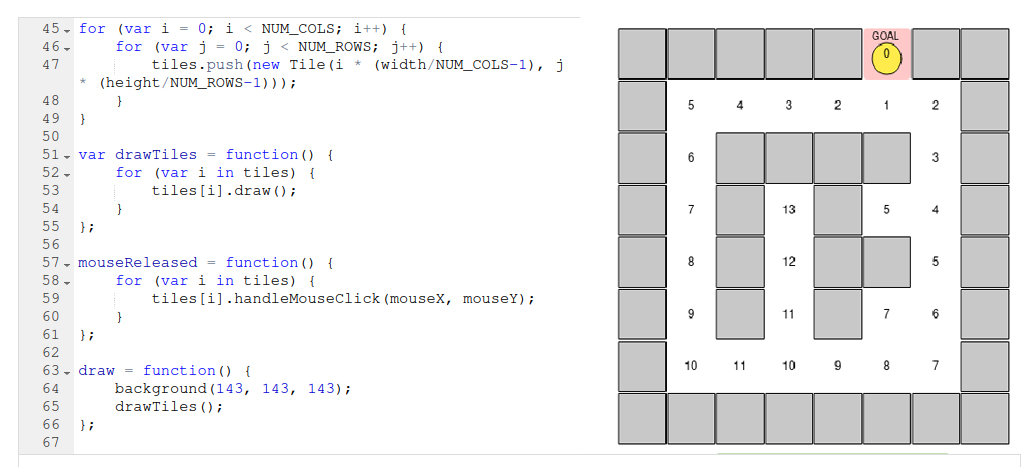 45 for (var i = 0; i < NUM_COLS; i++) {
46 for (var j = 0; j < NUM_ROWS; j++) {
47 tiles.push(new Tile(i * (width/NUM_COLS-1), j
* (height/NUM_ROWS-1)));
48 }
49 }
50
51 var drawTiles = function() {
52 for (var i in tiles) {
53 tiles[i].draw();
54 }
55 };
56
57 mouseReleased = function() {
58 for (var i in tiles) {
59 tiles[i].handleMouseClick(mouseX, mouseY);
60 }
61 };
62
63 draw = function() {
64 background(143, 143, 143);
65 drawTiles();
66 };
67
GOAL
0
5 4 3 2 1 2
6 3
7 13 5 4
8 12 5
9 11 7 6
10 11 10 9 8 7